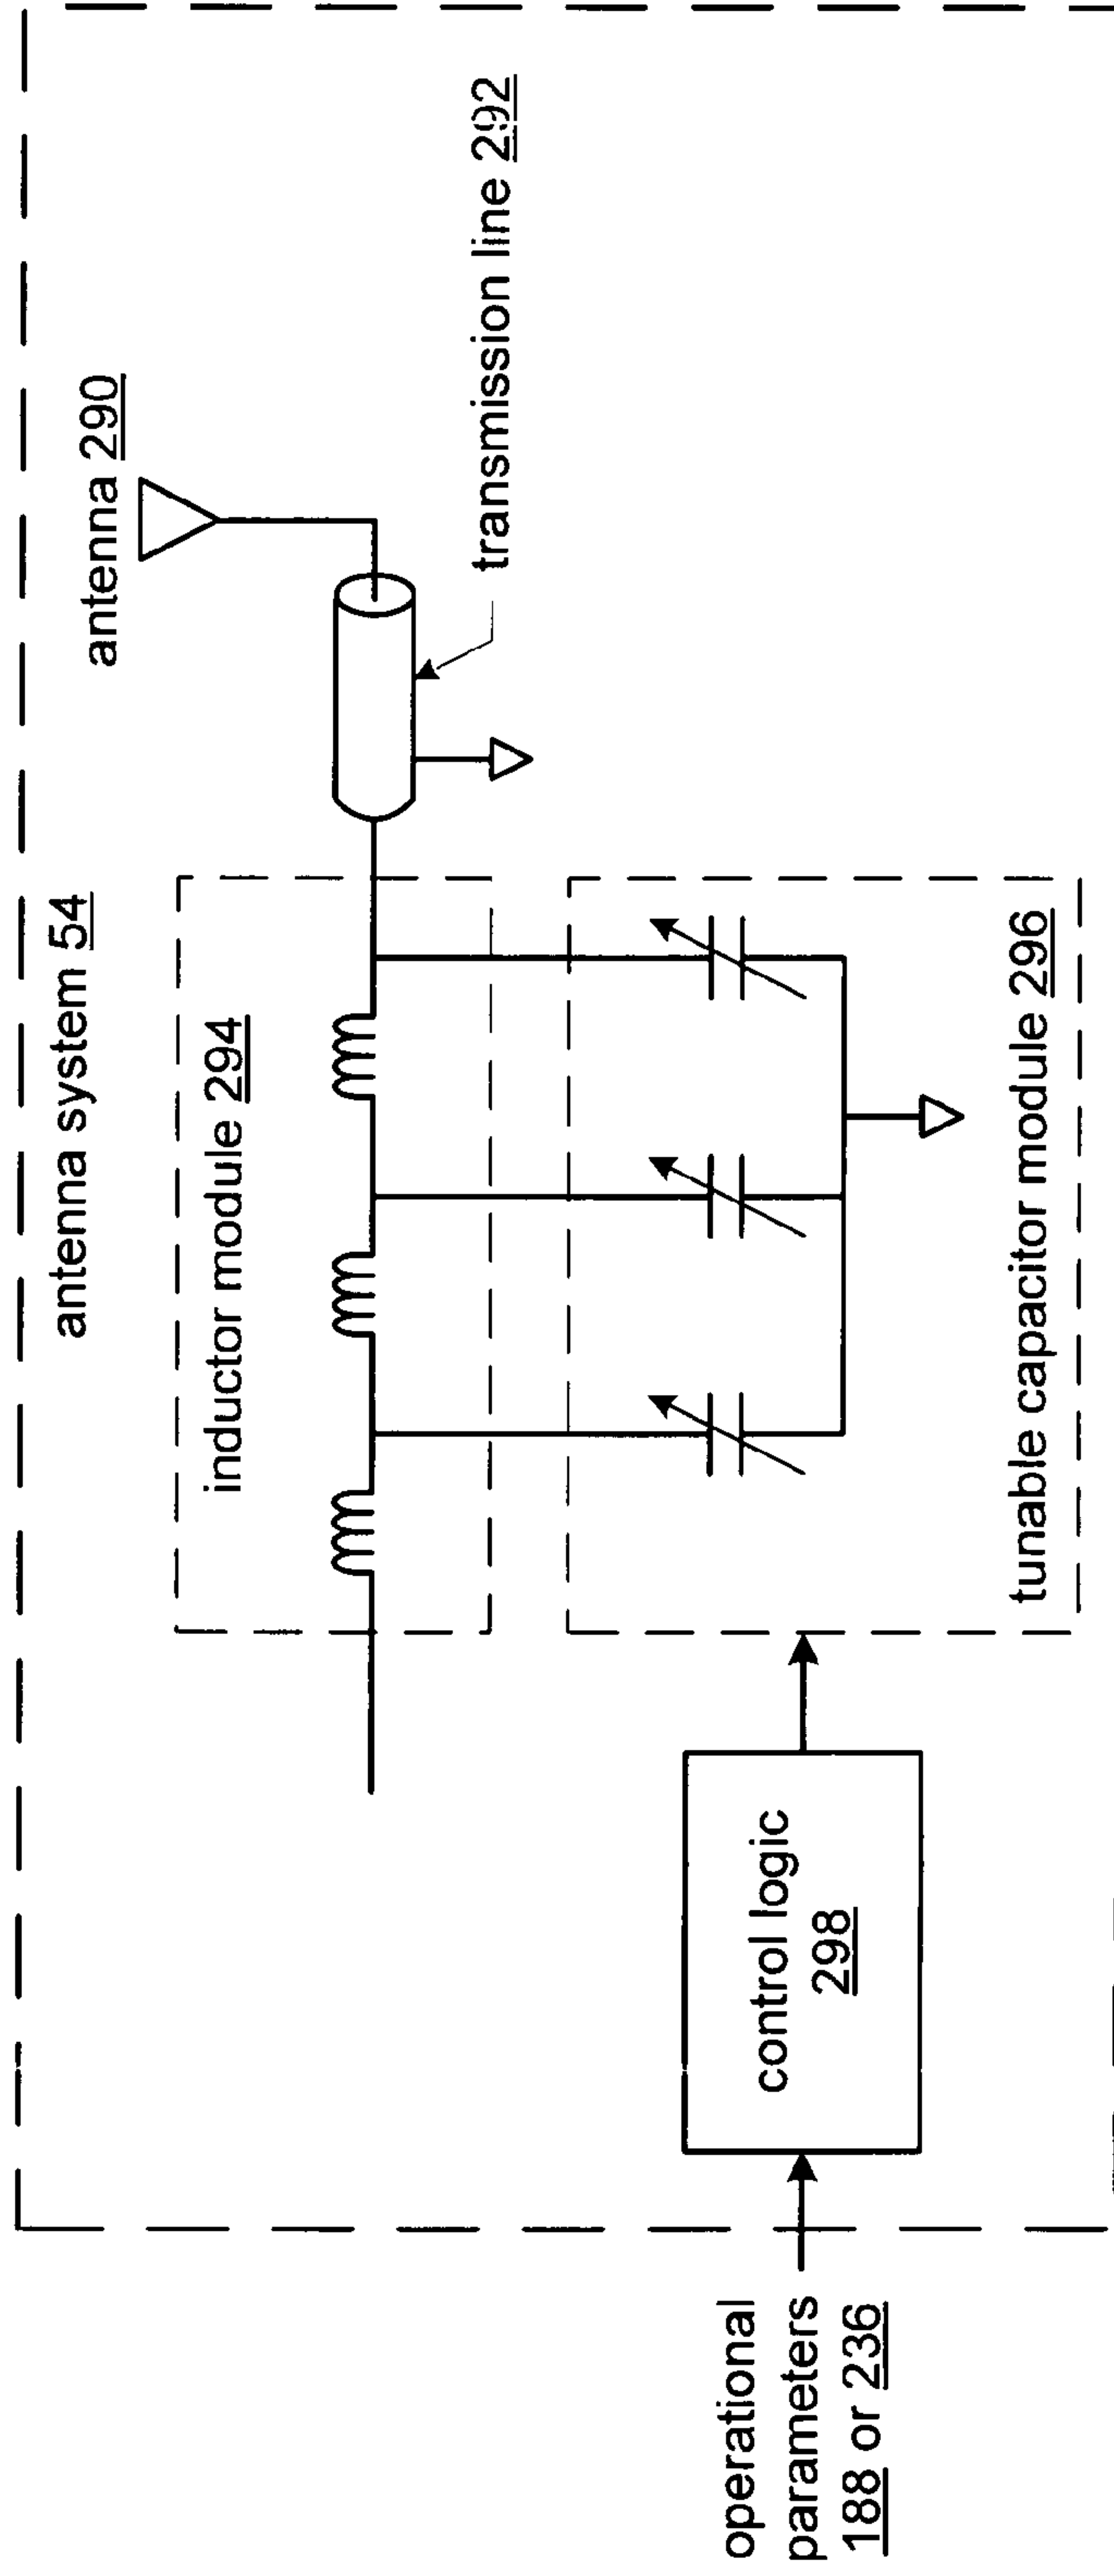 antenna system 54
antenna 290
inductor module 294
transmission line 292
tunable capacitor module 296
control logic
298
operational
parameters
188 or 236